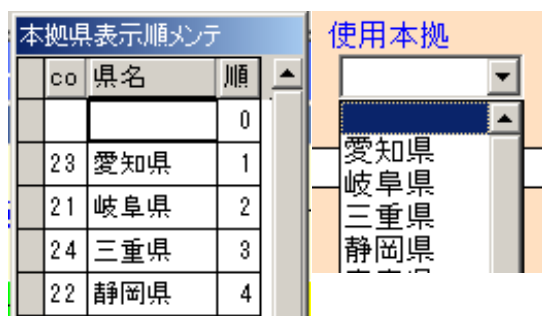 本拠県表示順メンテ
co 県名 順
0
23 愛知県 1
21 岐阜県 2
24 三重県 3
22 静岡県 4
使用本拠
愛知県
岐阜県
三重県
静岡県